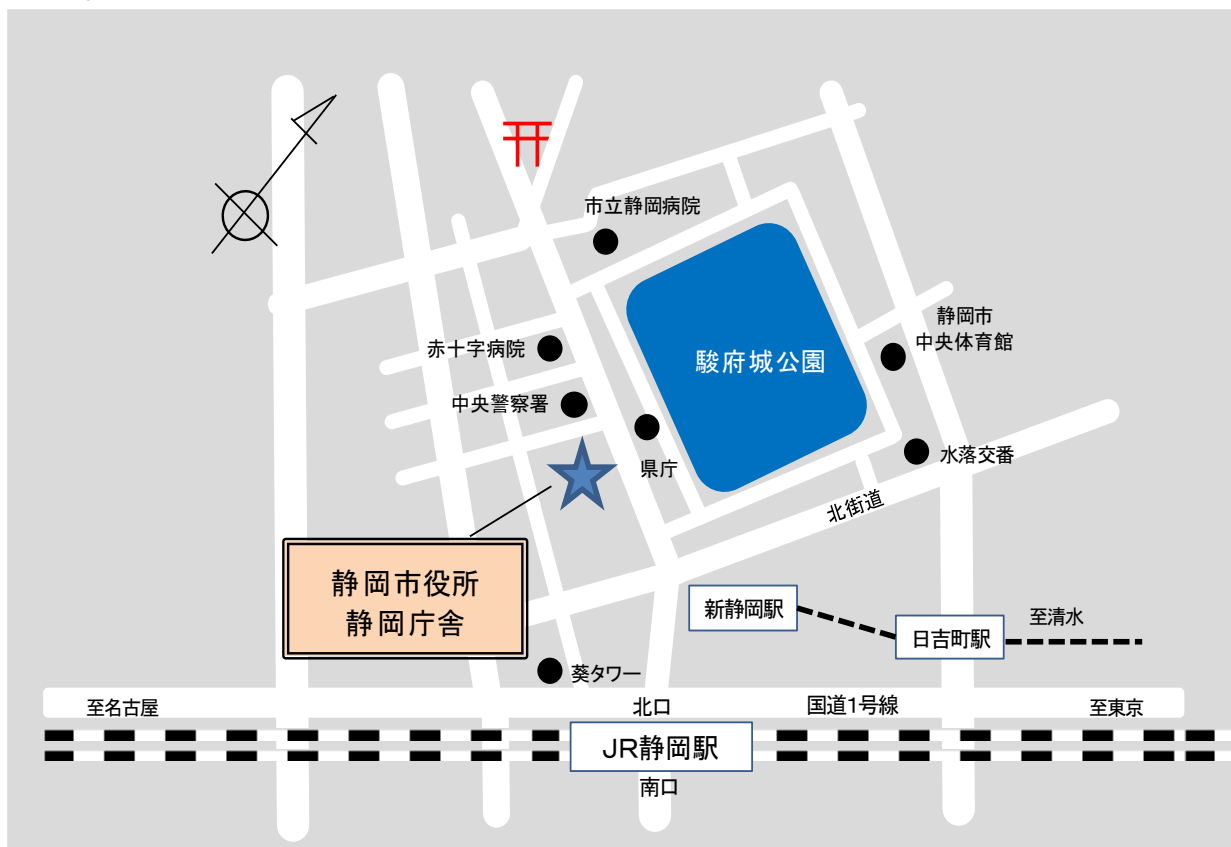 市立静岡病院
静岡市
中央体育館
赤十字病院
駿府城公園
中央警察署
県庁
水落交番
北街道
静岡市役所
静岡庁舎
新静岡駅
日吉町駅
至清水
葵タワー
至名古屋
北口
国道1号線
至東京
JR静岡駅
南口